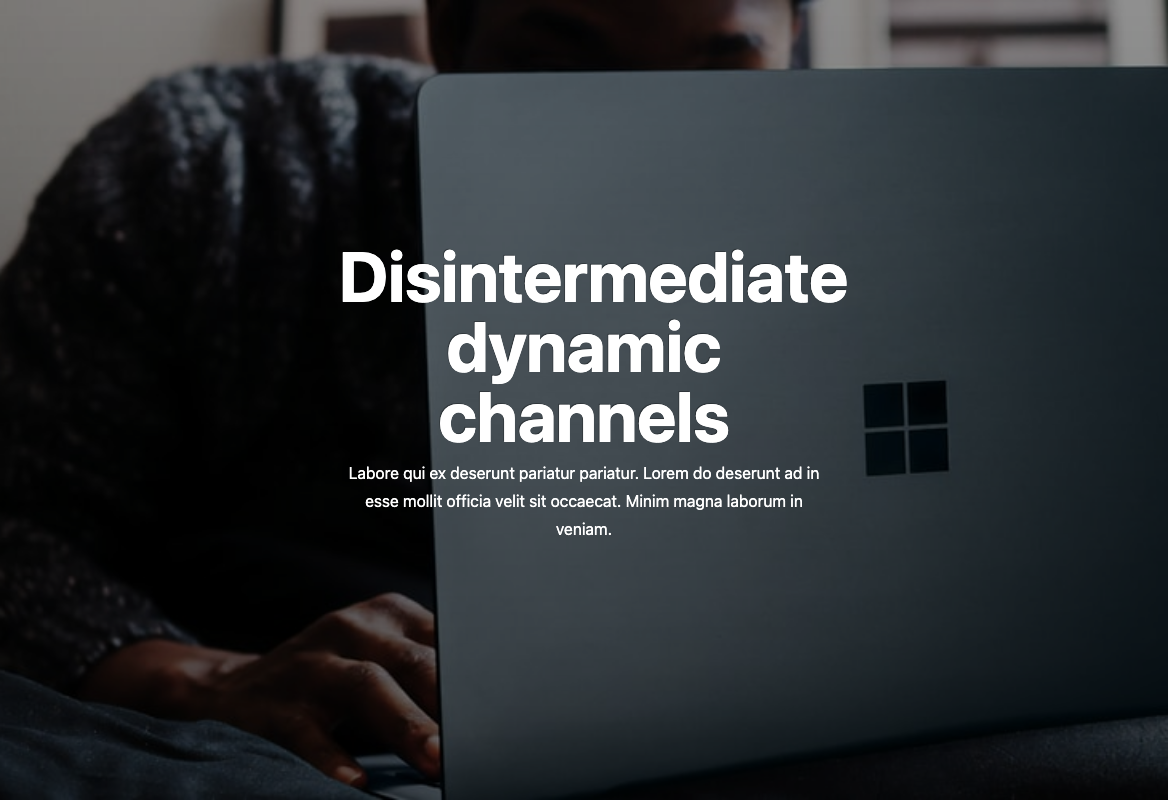 Disintermediate
dynamic
channels
Labore qui ex deserunt pariatur pariatur. Lorem do deserunt ad in
esse mollit officia velit sit occaecat. Minim magna laborum in
veniam.